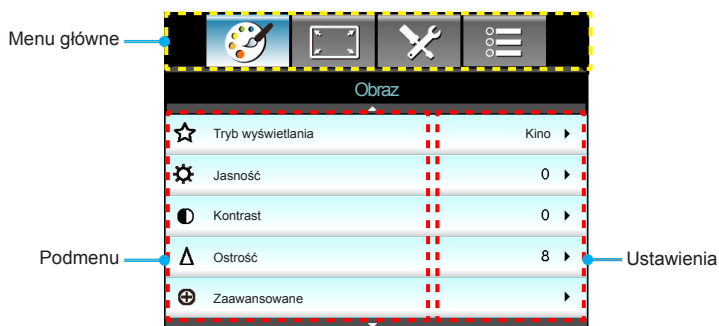 Menu główne
Obraz
Tryb wyświetlania Kino
Jasność 0
Kontrast 0
Podmenu
Ostrość 8
Ustawienia
Zaawansowane